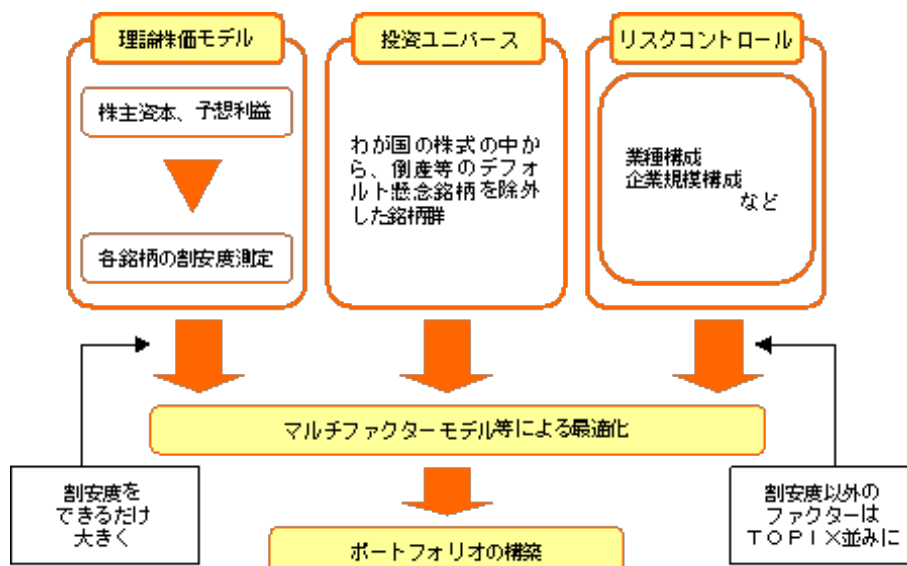 理論株価モデル
株主資本、予想利益
各銘柄の割安度測定
投資ユニバース
わが国の株式の中か
ら、倒産等のデフォ
ルト懸念銘柄を除外
した銘柄群
リスクコントロール
業種構成
企業規模構成
など
マルチファクターモデル等による最適化
割安度を
できるだけ
大きく
割安度以外の
ファクターは
ＴＯＰＩＸ並みに
ポートフォリオの構築